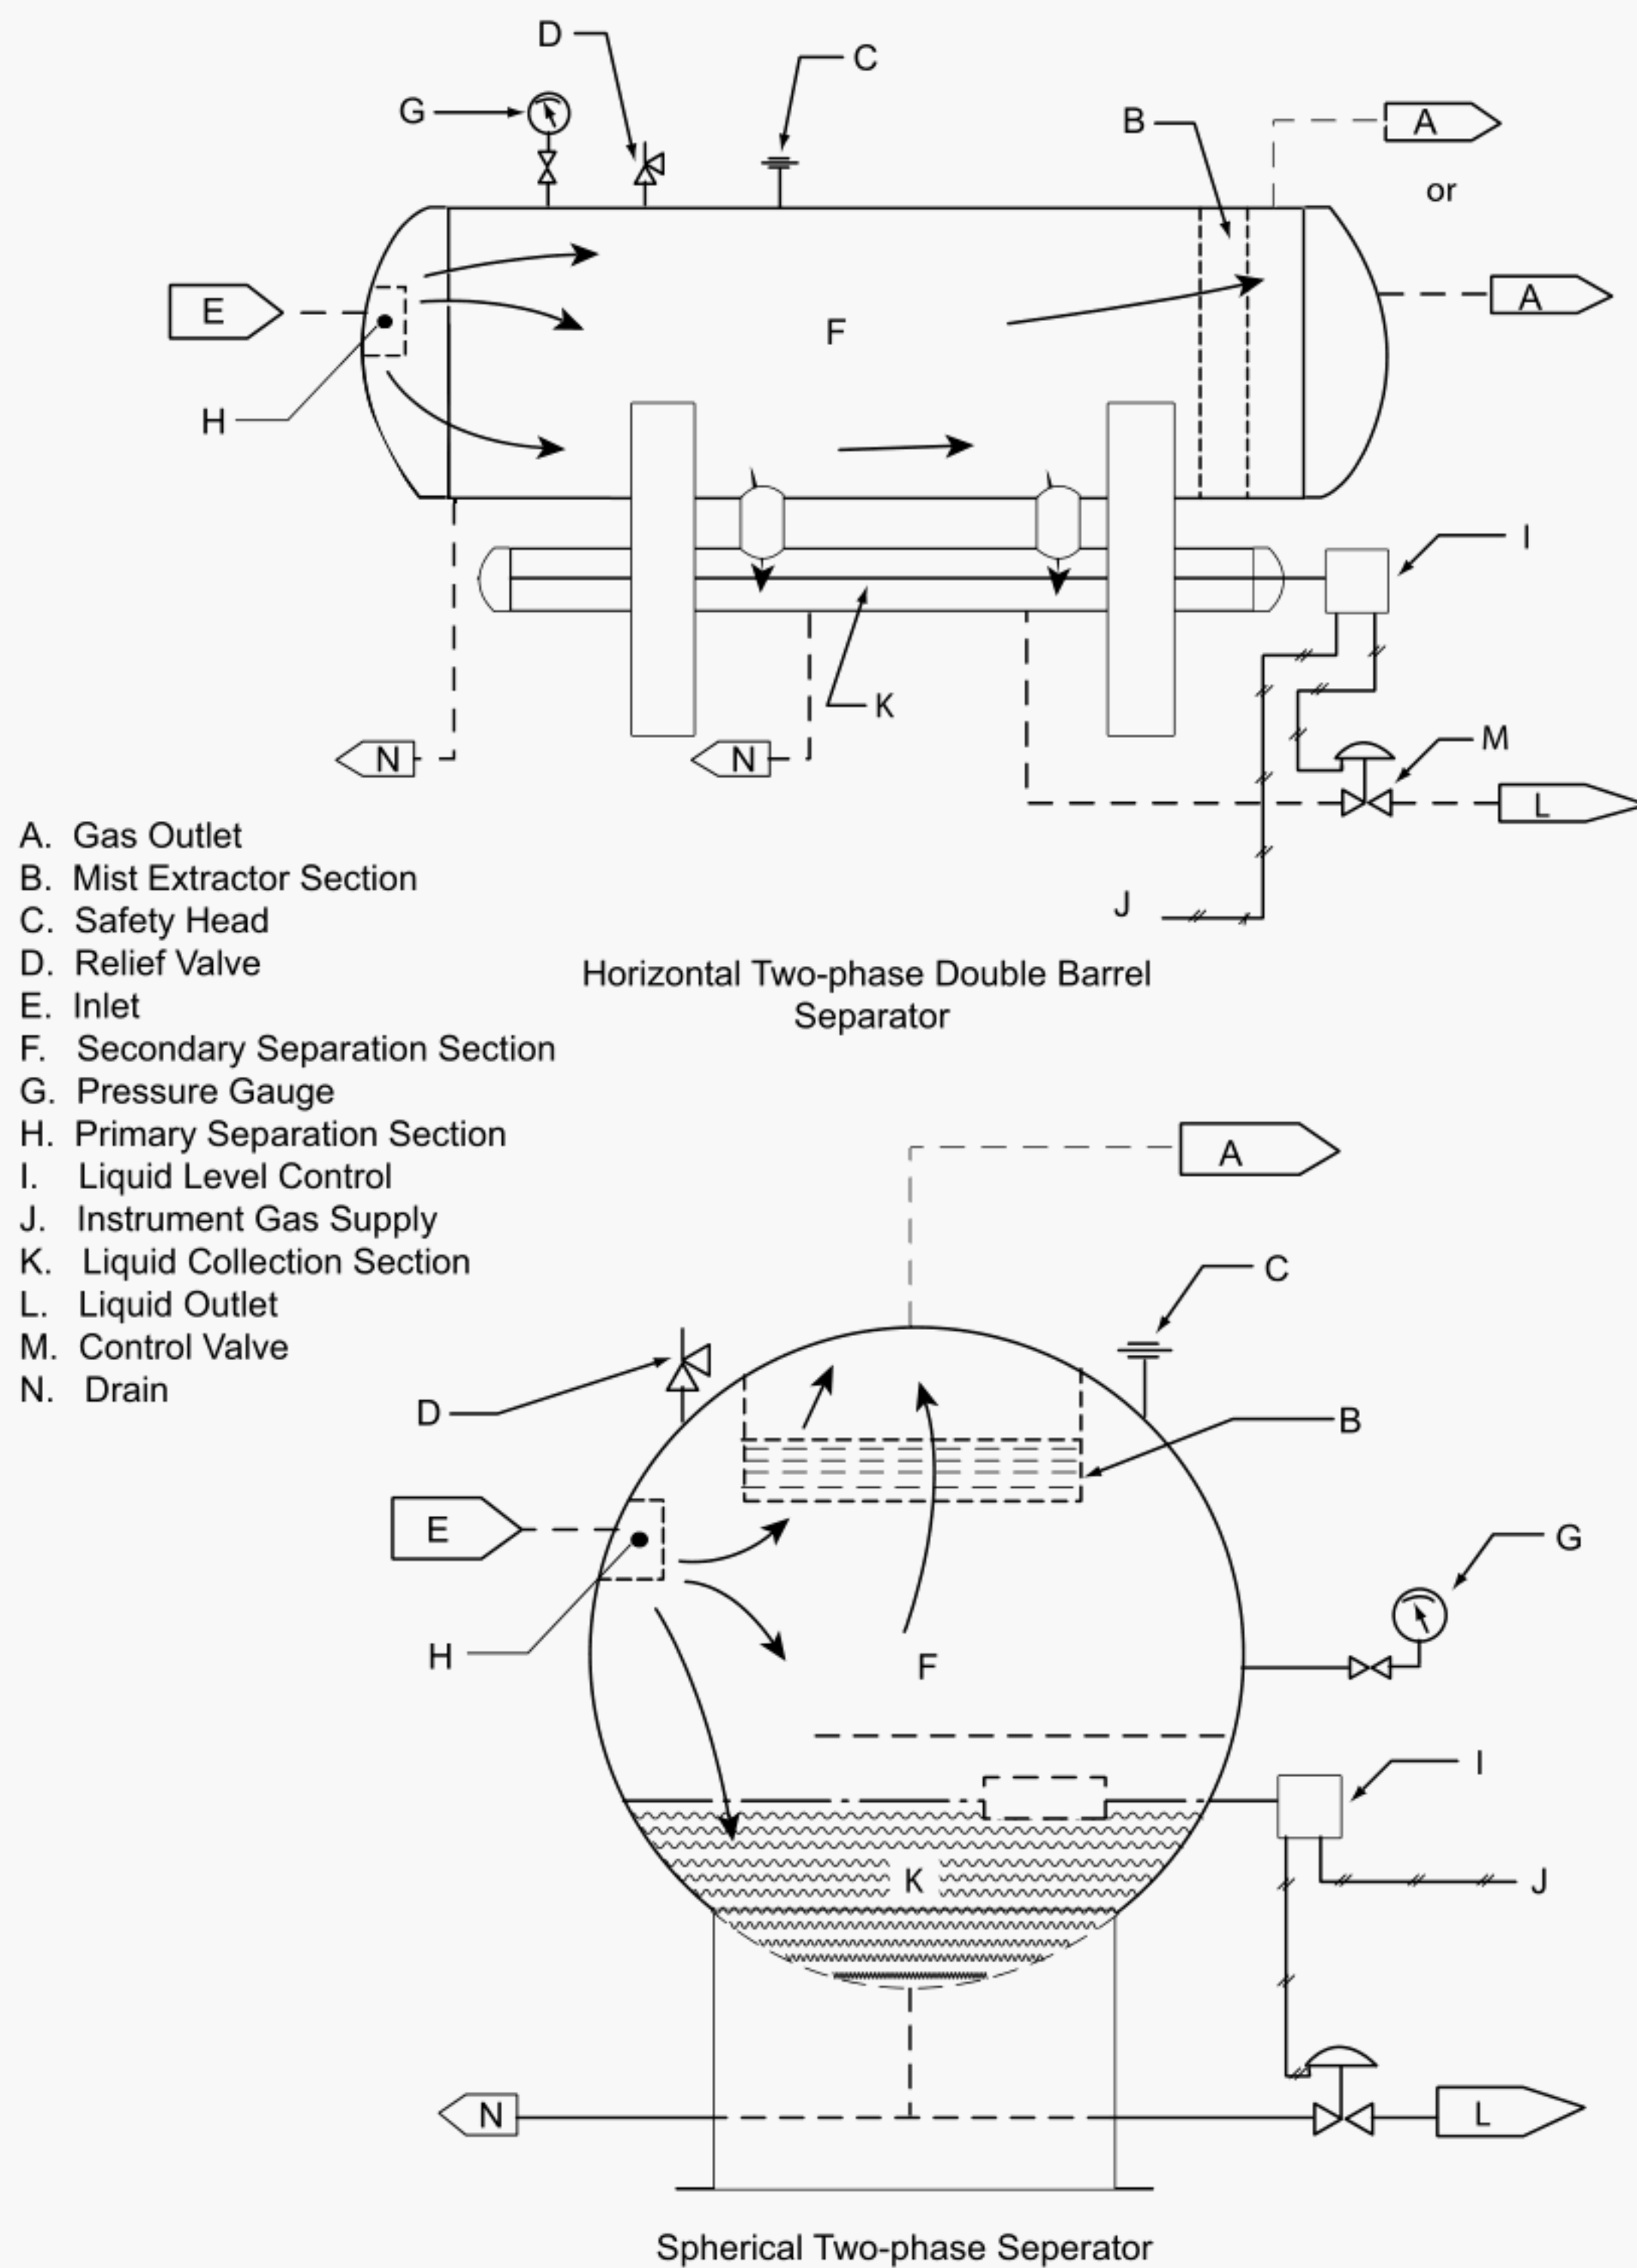 D
C
G
B
A
or
E
F
A
H
I
K
M
N
N
L
J
A. Gas Outlet
B. Mist Extractor Section
C. Safety Head
D. Relief Valve
E. Inlet
F. Secondary Separation Section
G. Pressure Gauge
H. Primary Separation Section
I. Liquid Level Control
J. Instrument Gas Supply
K. Liquid Collection Section
L. Liquid Outlet
M. Control Valve
N. Drain
Horizontal Two-phase Double Barrel
Separator
A
C
D
B
E
G
H
F
I
K
J
N
L
Spherical Two-phase Seperator